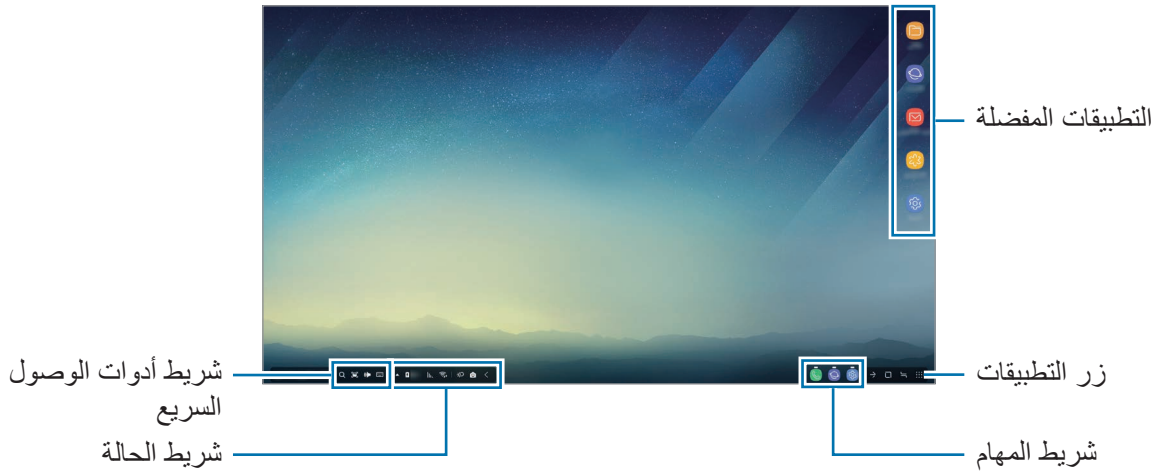 التطبيقات المفضلة
زر التطبيقات
شريط المهام
شريط أدوات الوصول
السريع
شريط الحالة